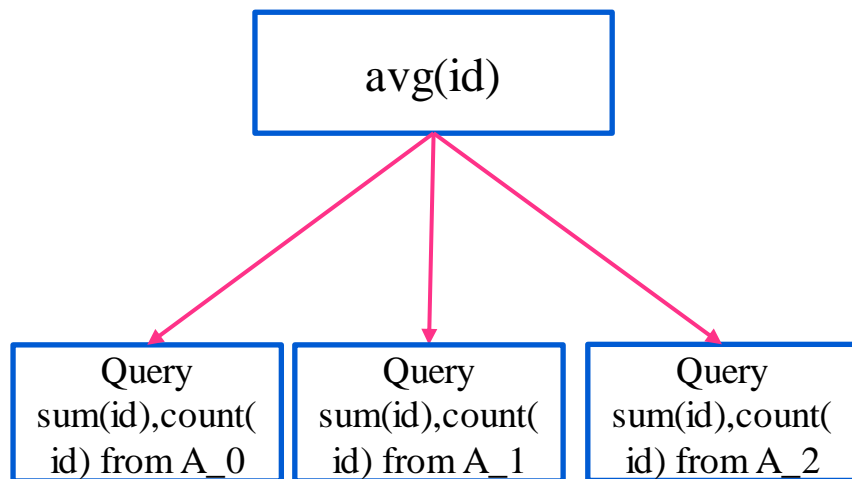 avg(id)
Query
sum(id),count(
id) from A_0
Query
sum(id),count(
id) from A_1
Query
sum(id),count(
id) from A_2